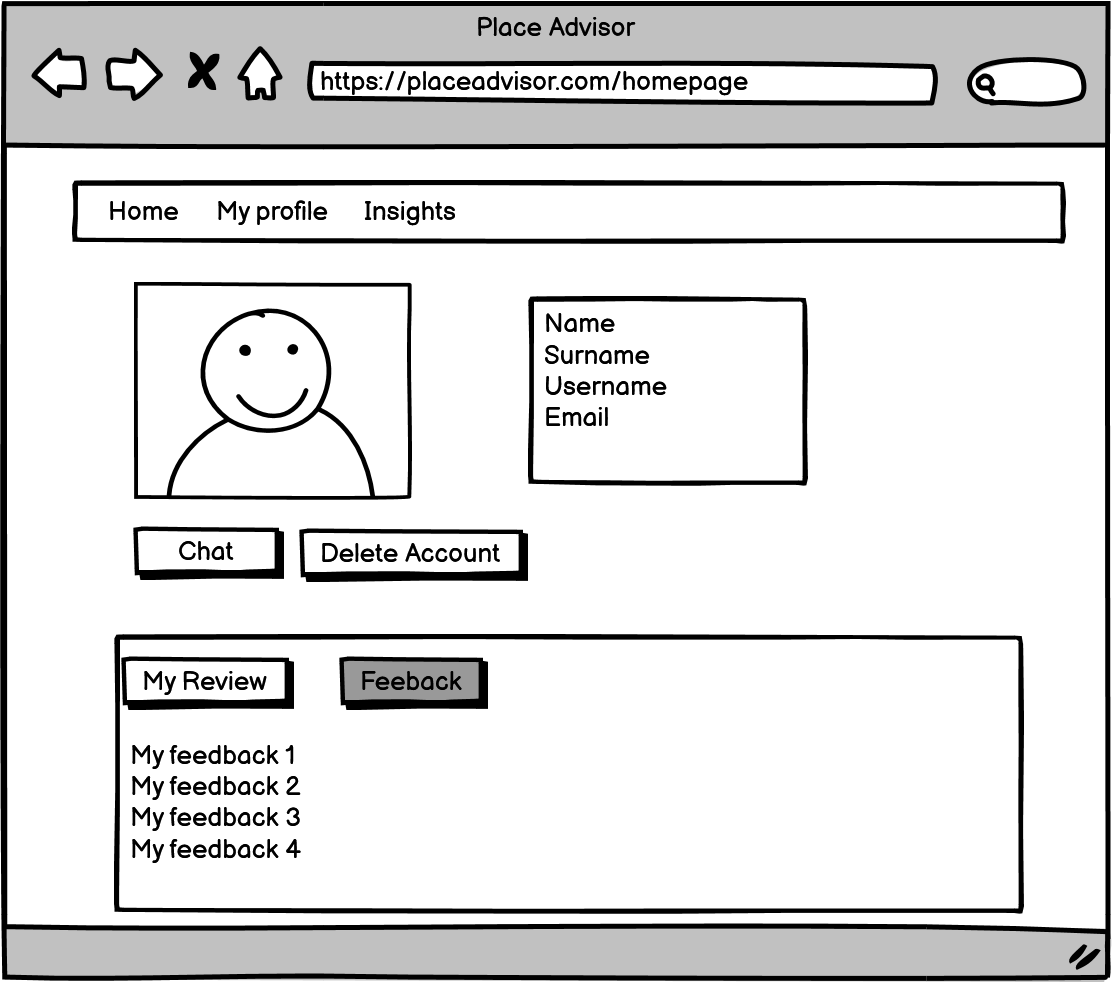 Place Advisor
https://placeadvisor.com/homepage
Home My profile Insights
Name
Surname
Username
Email
Chat Delete Account
My Review Feeback
My feedback 1
My feedback 2
My feedback 3
My feedback 4